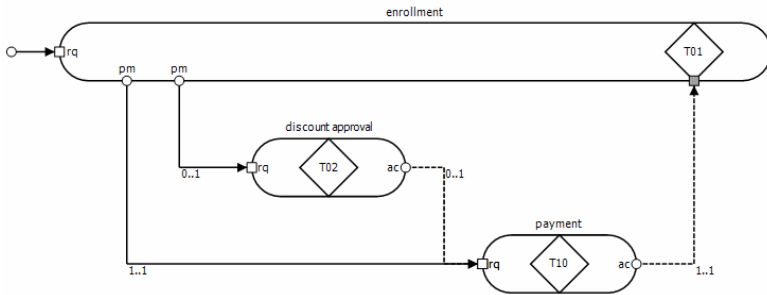 enrollment
rq
T01
pm
pm
discount approval
rq
T02
ac
0..1
0..1
payment
rq
T10
ac
1..1
1..1